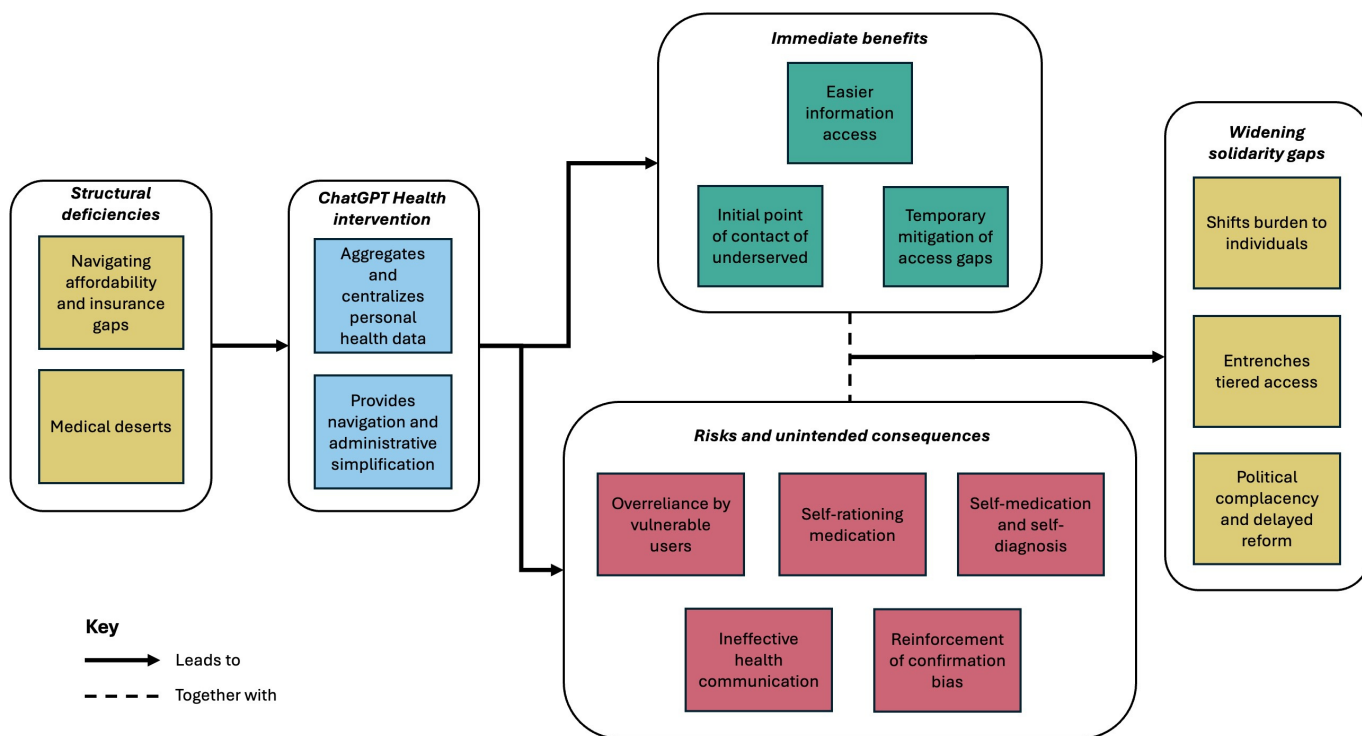 Structural
deficiencies
Navigating
affordability
and insurance
gaps
Medical deserts
ChatGPT Health
intervention
Aggregates
and
centralizes
personal
health data
Provides
navigation and
administrative
simplification
Immediate benefits
Easier
information
access
Initial point
of contact of
underserved
Temporary
mitigation of
access gaps
Risks and unintended consequences
Overreliance by
vulnerable
users
Self-rationing
medication
Self-medication
and self-
diagnosis
Ineffective
health
communication
Reinforcement
of confirmation
bias
Widening
solidarity gaps
Shifts burden to
individuals
Entrenches
tiered access
Political
complacency
and delayed
reform
Key
Leads to
Together with